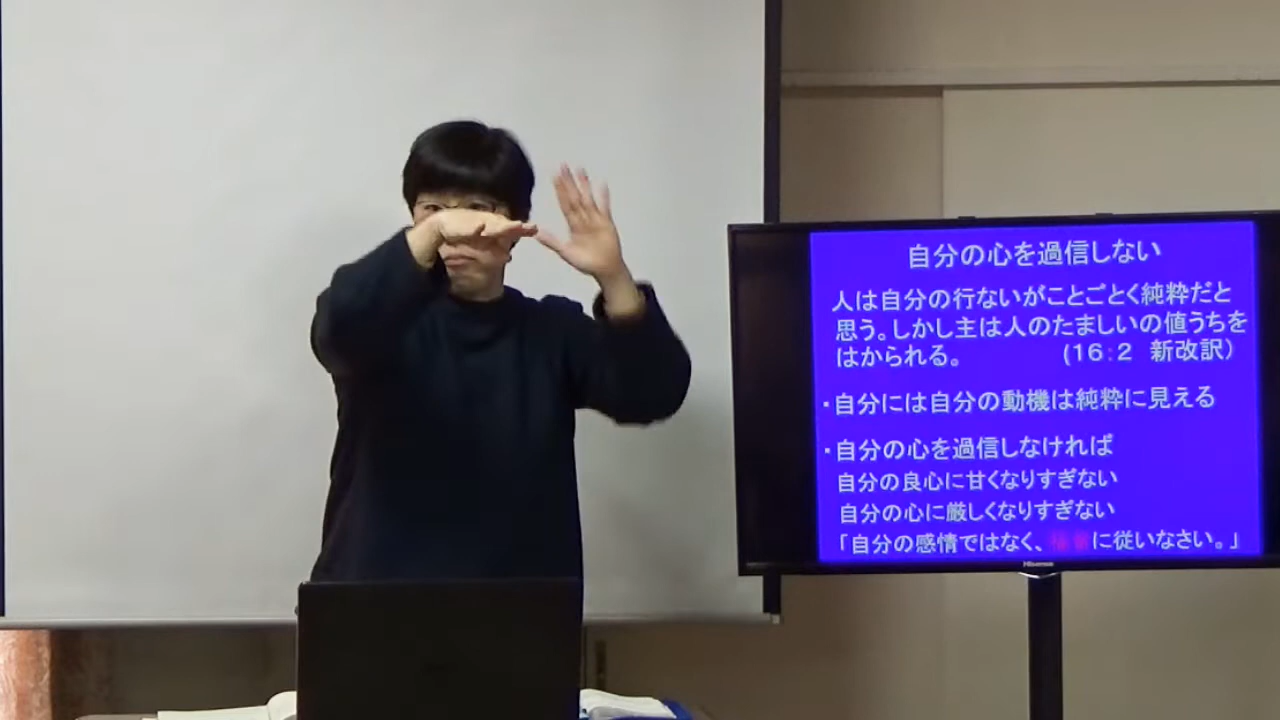 自分の心を過信しない
人は自分の行ないがことごとく純粋だと
思う。しかし主は人のたましいの値うちを
はかられる。 (16:2 新改訳)
・自分には自分の動機は純粋に見える
・自分の心を過信しなければ
自分の良心に甘くなりすぎない
自分の心に厳しくなりすぎない
「自分の感情ではなく、に従いなさい。」
Hisense